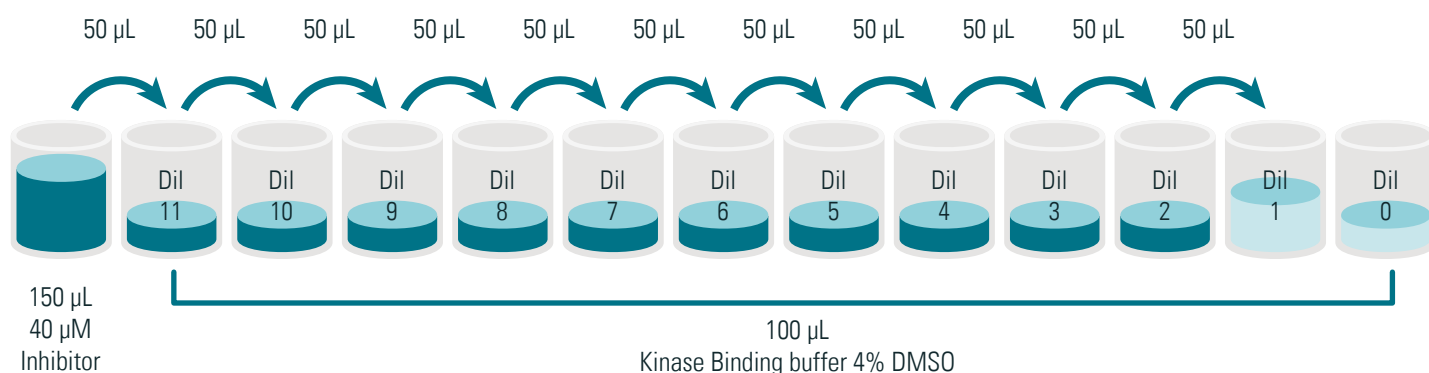 50 µL 50 µL 50 µL 50 µL 50 µL 50 µL 50 µL 50 µL 50 µL 50 µL 50 µL
Dil Dil Dil Dil Dil Dil Dil Dil Dil Dil Dil Dil
11 10 9 8 7 6 5 4 3 2 1 0
150 µL
40 µM
Inhibitor
100 µL
Kinase Binding buffer 4% DMSO